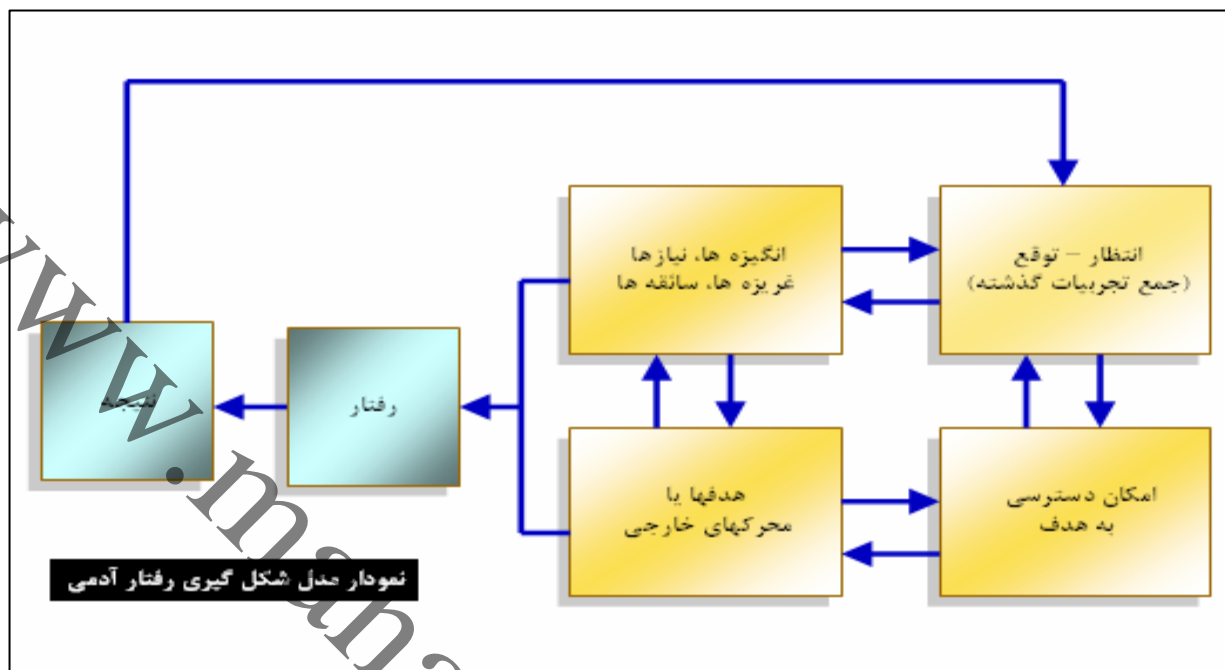 انتظار – توقع
(جمع تجربیات گذشته)
انگیزه ها، نیازها
غریزه ها، سائقه ها
امکان دسترسی
به هدف
هدفها یا
محرکهای خارجی
رفتار
نتیجه
نمودار مدل شکل گیری رفتار آدمی